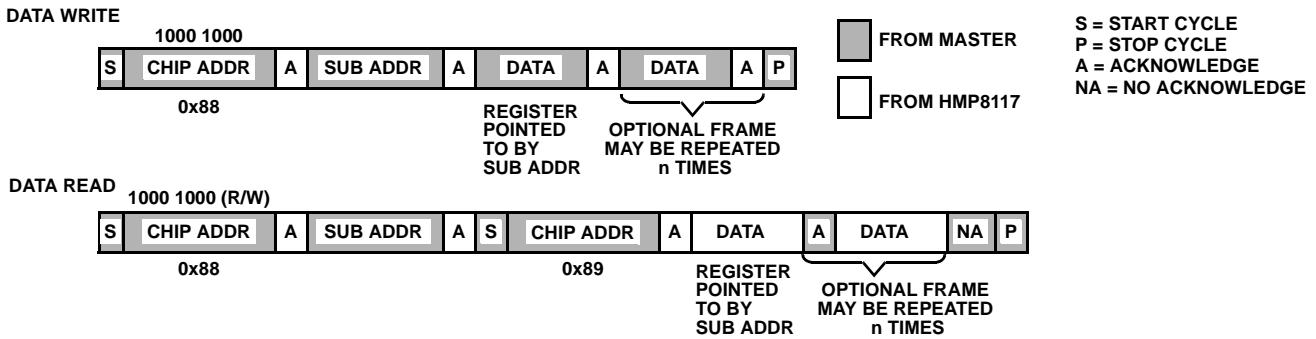 DATA WRITE
1000 1000
S CHIP ADDR A SUB ADDR A DATA A DATA A P
0x88
REGISTER
POINTED
TO BY
SUB ADDR
OPTIONAL FRAME
MAY BE REPEATED
n TIMES
FROM MASTER
FROM HMP8117
S = START CYCLE
P = STOP CYCLE
A = ACKNOWLEDGE
NA = NO ACKNOWLEDGE
DATA READ
1000 1000 (R/W)
S CHIP ADDR A SUB ADDR A S CHIP ADDR A DATA A DATA NA P
0x88
0x89
REGISTER
POINTED
TO BY
SUB ADDR
OPTIONAL FRAME
MAY BE REPEATED
n TIMES